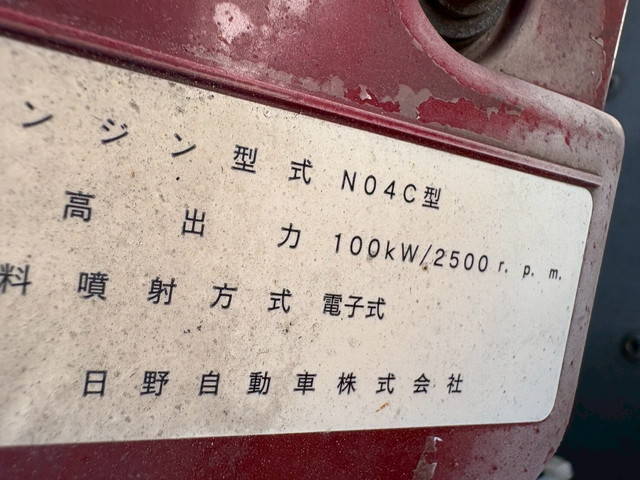 ンジン型式 N04C型
高出力 100kW/2500 r.p.m.
料噴射方式 電子式
日野自動車株式会社